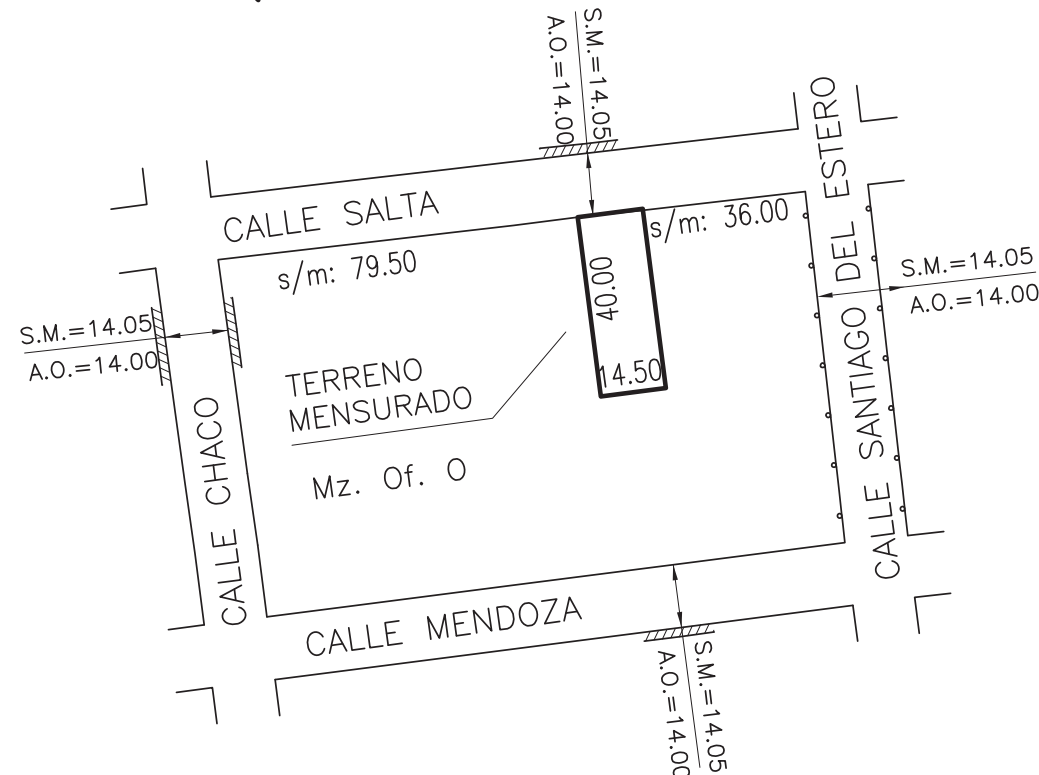 S.M.=14.05
A.O.=14.00
CALLE SALTA
s/m: 79.50
s/m: 36.00
CALLE SANTIAGO DEL ESTERO
S.M.=14.05
A.O.=14.00
S.M.=14.05
A.O.=14.00
40.00
14.50
TERRENO
MENSURADO
Mz. Of. O
CALLE CHACO
CALLE MENDOZA
S.M.=14.05
A.O.=14.00